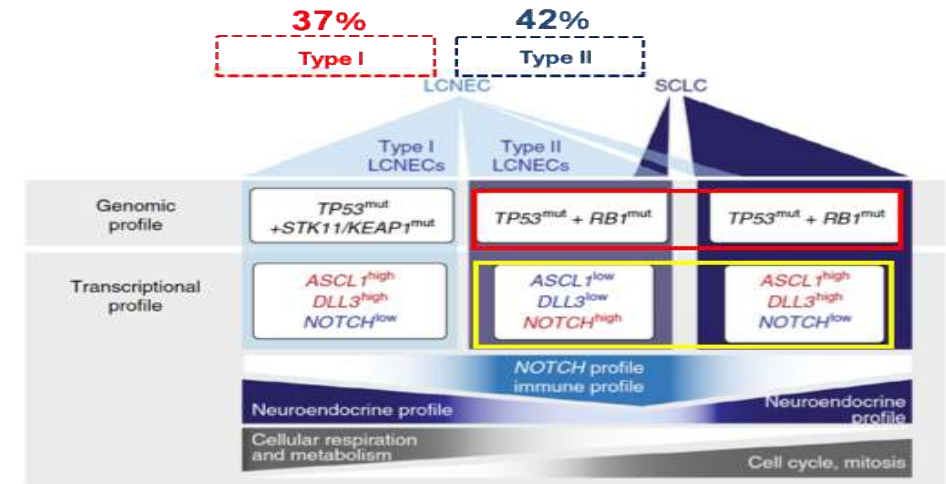 37% 42%
Type I Type II
LCNEC SCLC
Type I
LCNECs
Type II
LCNECs
Genomic
profile
TP53mut
+STK11/KEAP1mut
TP53mut + RB1mut
TP53mut + RB1mut
Transcriptional
profile
ASCL1high
DLL3high
NOTCHlow
ASCL1low
DLL3low
NOTCHhigh
ASCL1high
DLL3high
NOTCHlow
NOTCH profile
immune profile
Neuroendocrine profile
Neuroendocrine
profile
Cellular respiration
and metabolism
Cell cycle, mitosis